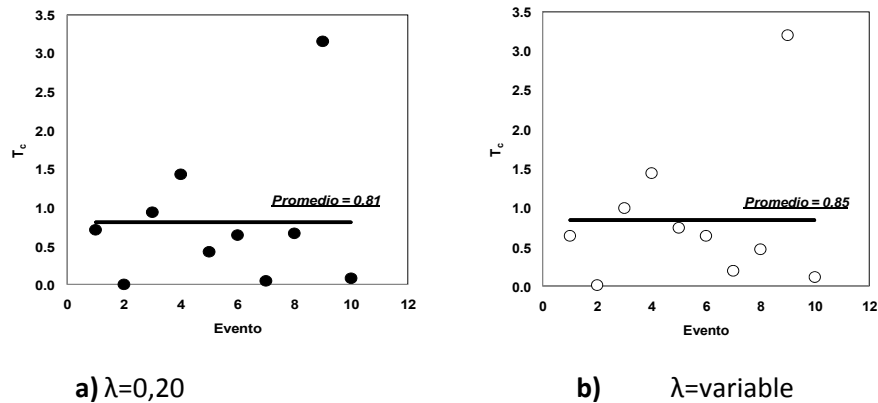 3.5
3.0
2.5
2.0
1.5
1.0
0.5
0.0
Tc
Promedio = 0.81
0 2 4 6 8 10 12
Evento
a) λ=0,20
3.5
3.0
2.5
2.0
1.5
1.0
0.5
0.0
Tc
Promedio = 0.85
0 2 4 6 8 10 12
Evento
b) λ=variable